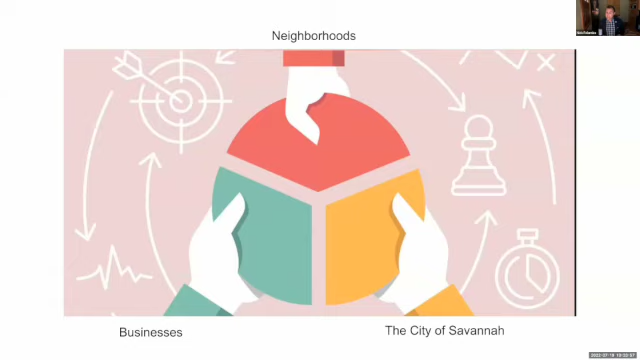 Neighborhoods
Businesses
The City of Savannah